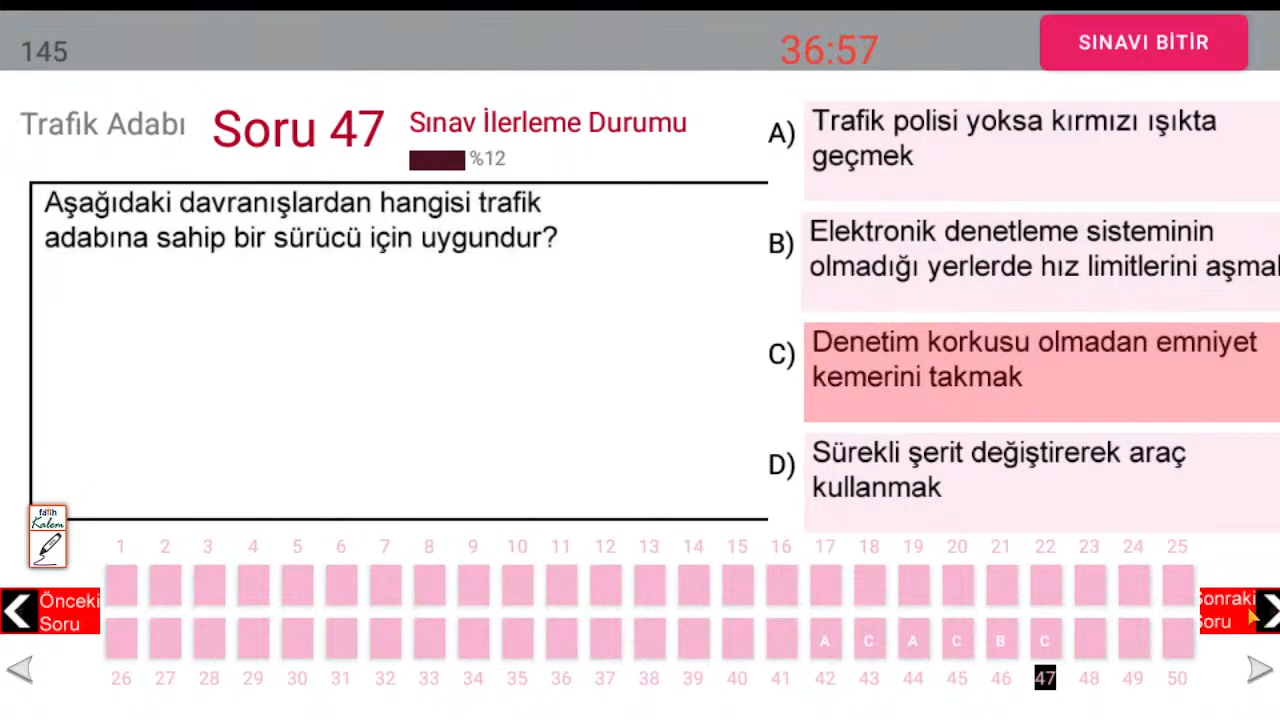 145
36:57
SINAVI BİTİR
Trafik Adabı
Soru 47
Sınav İlerleme Durumu
%12
Aşağıdaki davranışlardan hangisi trafik
adabına sahip bir sürücü için uygundur?
A) Trafik polisi yoksa kırmızı ışıkta
geçmek
B) Elektronik denetleme sisteminin
olmadığı yerlerde hız limitlerini aşmal
C) Denetim korkusu olmadan emniyet
kemerini takmak
D) Sürekli şerit değiştirerek araç
kullanmak
fatih
Kalem
1 2 3 4 5 6 7 8 9 10 11 12 13 14 15 16 17 18 19 20 21 22 23 24 25
Önceki
Soru
Sonraki
Soru
A C A C B C
26 27 28 29 30 31 32 33 34 35 36 37 38 39 40 41 42 43 44 45 46 47 48 49 50